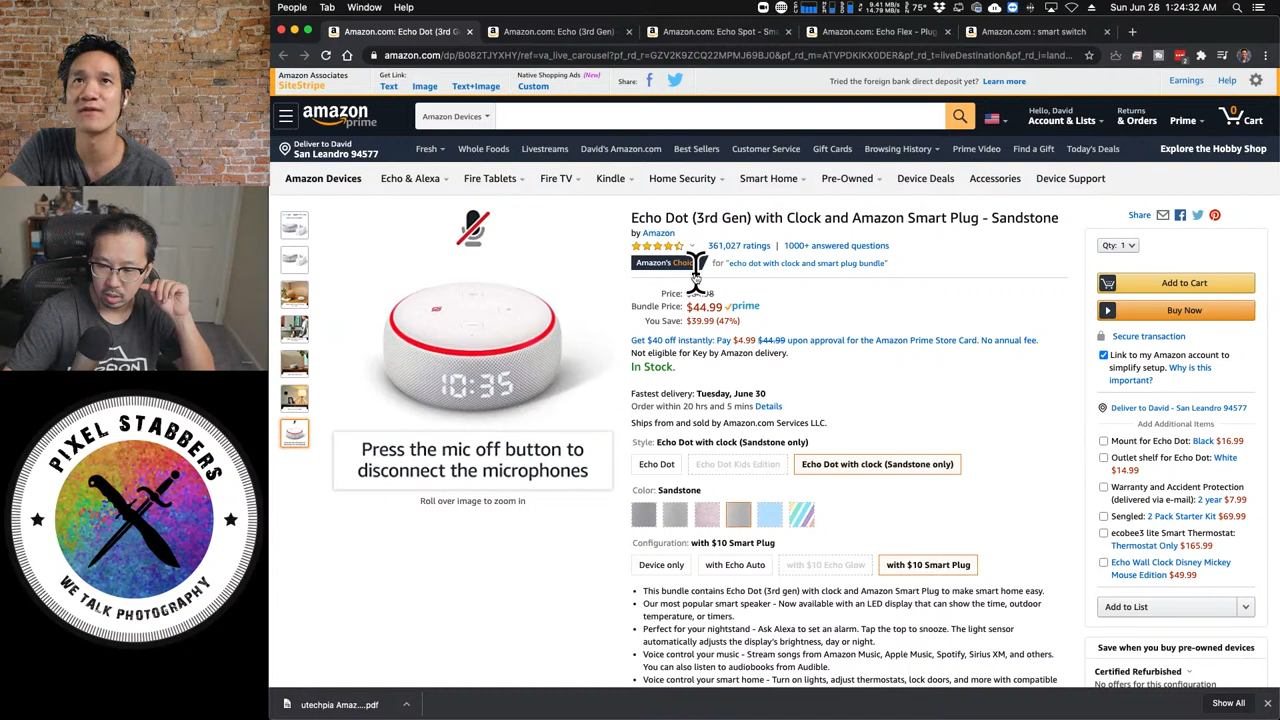 People Tab Window Help
9.41 MB/s
14.79 MB/s
75°
Sun Jun 28 1:24:32 AM
Amazon.com: Echo Dot (3rd G
Amazon.com: Echo (3rd Gen)
Amazon.com: Echo Spot - Sm
Amazon.com: Echo Flex - Plug
Amazon.com : smart switch
amazon.com/dp/B082TJYXHY/ref=va_live_carousel?pf_rd_r=GZV2K9ZCQ22MPMJ69BJ0&pf_rd_m=ATVPDKIKX0DER&pf_rd_t=liveDestination&pf_rd_i=land...
Amazon Associates
SiteStripe
Get Link:
Text Image Text+Image
Native Shopping Ads (New)
Custom
Share:
Tried the foreign bank direct deposit yet? Learn more
Earnings Help
amazon
prime
Amazon Devices
Hello, David
Account & Lists
Returns
& Orders
Prime
0
Cart
Deliver to David
San Leandro 94577
Fresh Whole Foods Livestreams David's Amazon.com Best Sellers Customer Service Gift Cards Browsing History Prime Video Find a Gift Today's Deals
Explore the Hobby Shop
Amazon Devices Echo & Alexa Fire Tablets Fire TV Kindle Home Security Smart Home Pre-Owned Device Deals Accessories Device Support
10:35
Press the mic off button to
disconnect the microphones
Roll over image to zoom in
Echo Dot (3rd Gen) with Clock and Amazon Smart Plug - Sandstone
by Amazon
361,027 ratings | 1000+ answered questions
Amazon's Choice for "echo dot with clock and smart plug bundle"
Price:
Bundle Price: $44.99 prime
You Save: $39.99 (47%)
Get $40 off instantly: Pay $4.99 $44.99 upon approval for the Amazon Prime Store Card. No annual fee.
Not eligible for Key by Amazon delivery.
In Stock.
Fastest delivery: Tuesday, June 30
Order within 20 hrs and 5 mins Details
Ships from and sold by Amazon.com Services LLC.
Style: Echo Dot with clock (Sandstone only)
Echo Dot
Echo Dot Kids Edition
Echo Dot with clock (Sandstone only)
Color: Sandstone
Configuration: with $10 Smart Plug
Device only
with Echo Auto
with $10 Echo Glow
with $10 Smart Plug
• This bundle contains Echo Dot (3rd gen) with clock and Amazon Smart Plug to make smart home easy.
• Our most popular smart speaker - Now available with an LED display that can show the time, outdoor
temperature, or timers.
• Perfect for your nightstand - Ask Alexa to set an alarm. Tap the top to snooze. The light sensor
automatically adjusts the display's brightness, day or night.
• Voice control your music - Stream songs from Amazon Music, Apple Music, Spotify, Sirius XM, and others.
You can also listen to audiobooks from Audible.
• Voice control your smart home - Turn on lights, adjust thermostats, lock doors, and more with compatible
Share
Qty: 1
Add to Cart
Buy Now
Secure transaction
Link to my Amazon account to
simplify setup. Why is this
important?
Deliver to David - San Leandro 94577
Add Additional Items
Mount for Echo Dot: Black $16.99
Outlet shelf for Echo Dot: White
$14.99
Warranty and Accident Protection
(delivered via e-mail): 2 year $7.99
Sengled: 2 Pack Starter Kit $69.99
ecobee3 lite Smart Thermostat:
Thermostat Only $165.99
Echo Wall Clock Disney Mickey
Mouse Edition $49.99
Add to List
Save when you buy pre-owned devices
Certified Refurbished
No offers for this configuration
PIXEL STABBERS
WE TALK PHOTOGRAPHY
utechpia Amaz....pdf
Show All